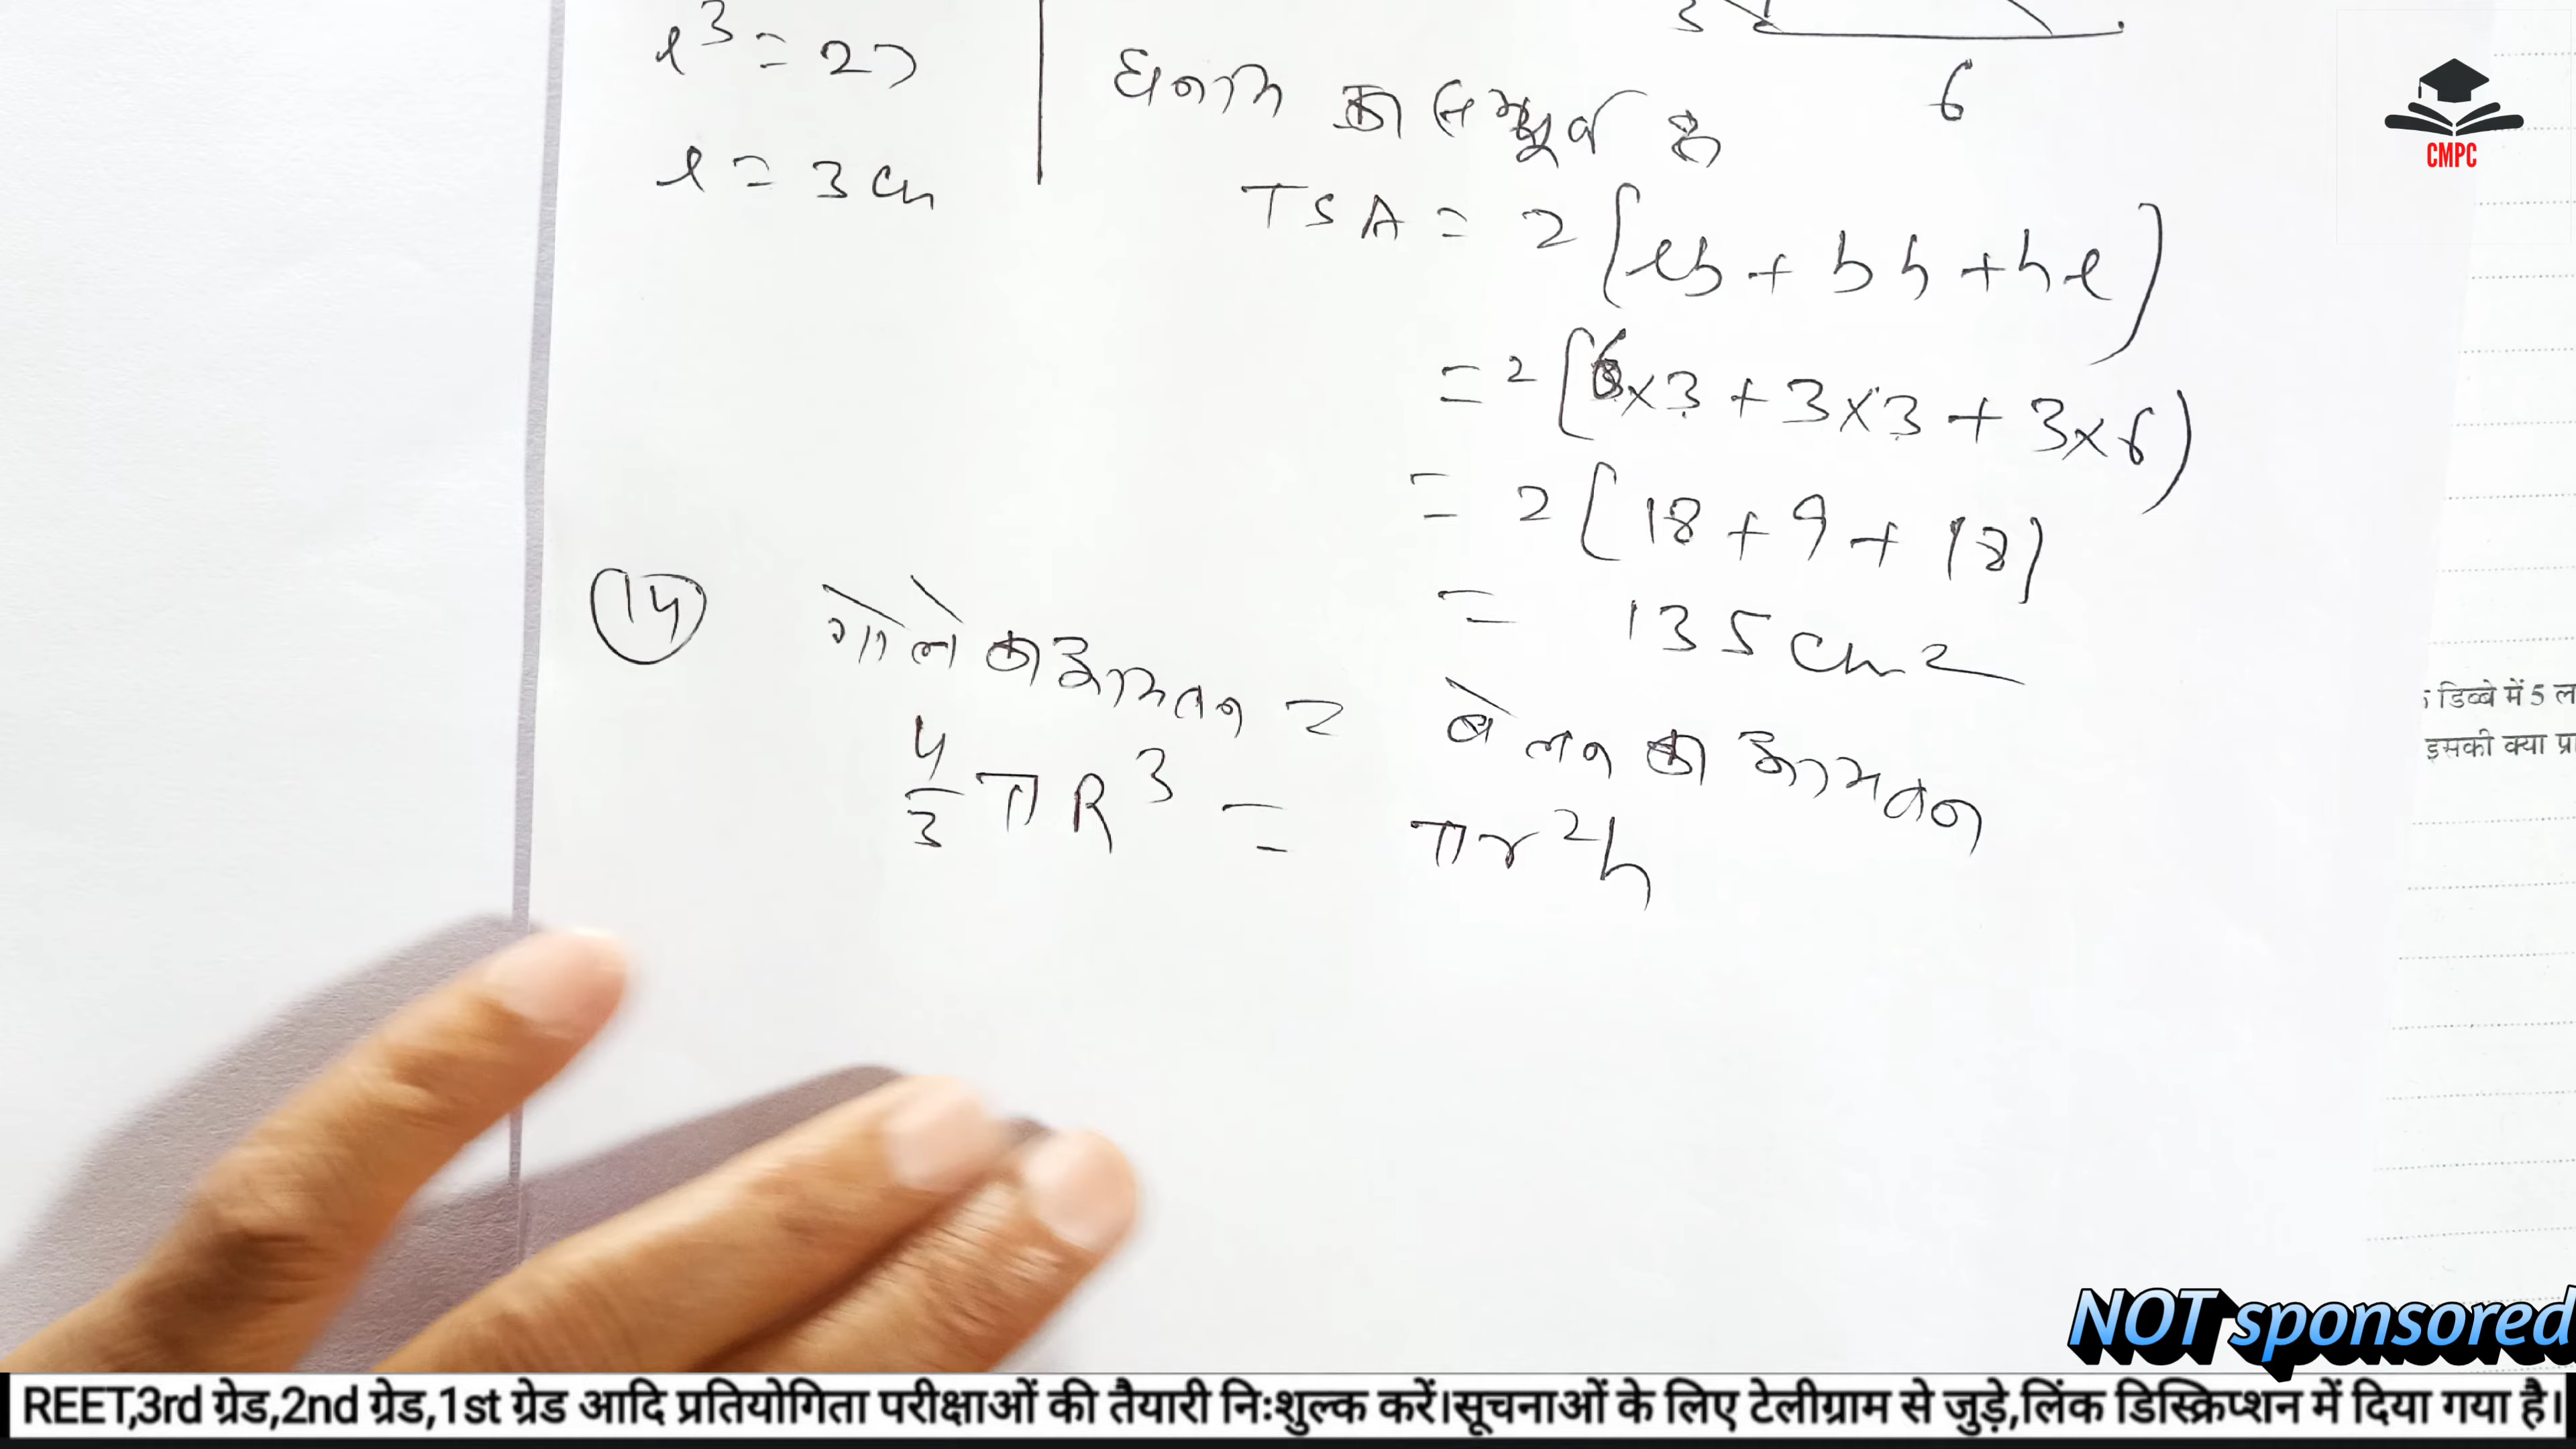 l³ = 27
l = 3 cm
3
6
घनाभ का सम्पूर्ण
TSA = 2 [lb + bh + hl)
= 2 [6×3 + 3×3 + 3×6)
= 2 [18 + 9 + 18)
= 135 cm2
14
गोले का आयतन = बेलन का आयतन
4/3 π R³ = πr²h
CMPC
डिब्बे में 5
इसकी क्या
NOT sponsored
REET,3rd ग्रेड,2nd ग्रेड,1st ग्रेड आदि प्रतियोगिता परीक्षाओं की तैयारी निःशुल्क करें।सूचनाओं के लिए टेलीग्राम से जुड़े,लिंक डिस्क्रिप्शन में दिया गया है।